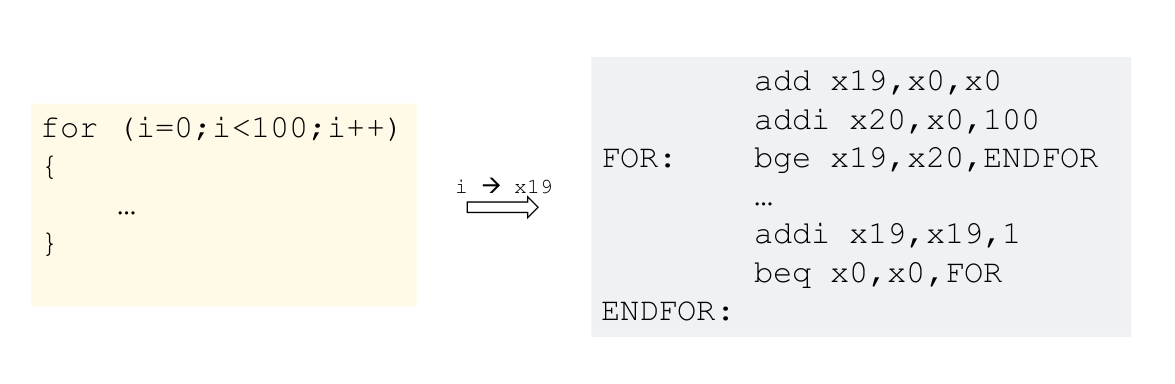 for (i=0;i<100;i++)
{
…
}
i → x19
add x19,x0,x0
addi x20,x0,100
FOR: bge x19,x20,ENDFOR
…
addi x19,x19,1
beq x0,x0,FOR
ENDFOR: